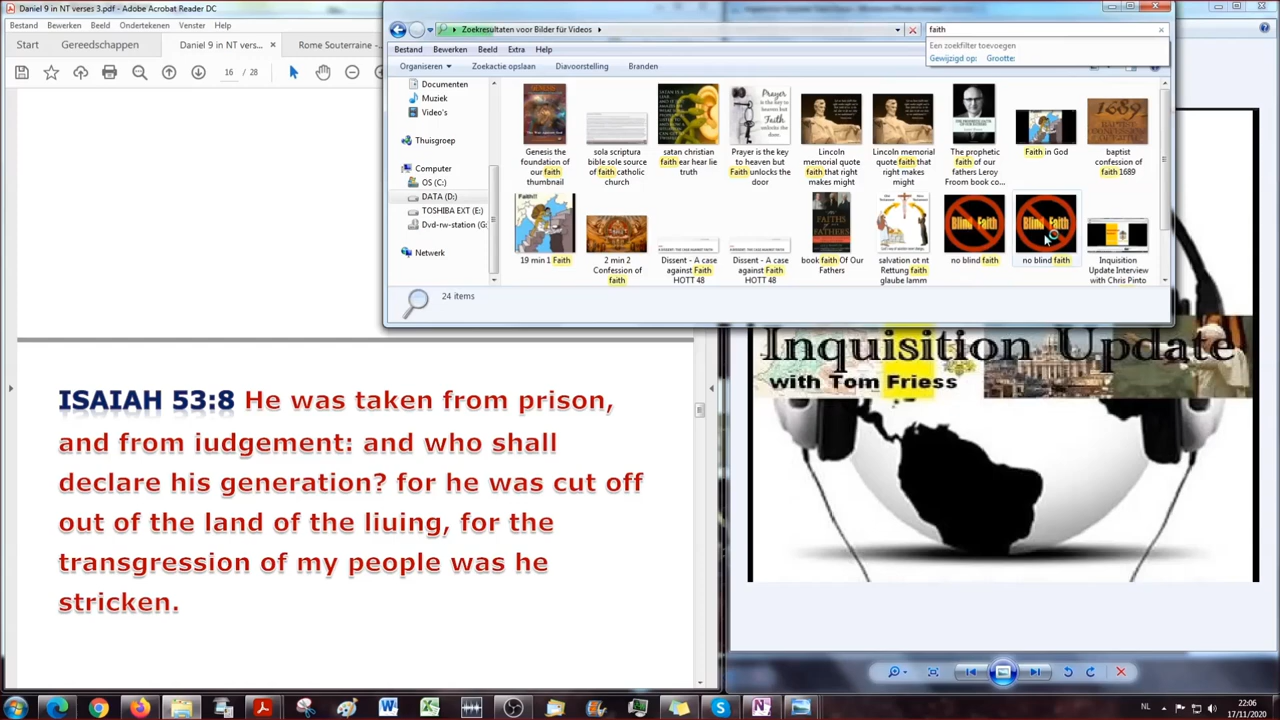 Daniel 9 in NT verses 3.pdf - Adobe Acrobat Reader DC
Bestand Bewerken Beeld Ondertekenen Venster Help
Start Gereedschappen Daniel 9 in NT vers... × Rome Souterraine -
16 / 28
ISAIAH 53:8 He was taken from prison,
and from iudgement: and who shall
declare his generation? for he was cut off
out of the land of the liuing, for the
transgression of my people was he
stricken.
Zoekresultaten voor Bilder für Videos
faith
Een zoekfilter toevoegen
Gewijzigd op: Grootte:
Bestand Bewerken Beeld Extra Help
Organiseren Zoekactie opslaan Diavoorstelling Branden
Documenten
Muziek
Video's
Thuisgroep
Computer
OS (C:)
DATA (D:)
TOSHIBA EXT (E:)
Dvd-rw-station (G:
Netwerk
Genesis the
foundation of
our faith
thumbnail
sola scriptura
bible sole source
of faith catholic
church
satan christian
faith ear hear lie
truth
Prayer is the key
to heaven but
Faith unlocks the
door
Lincoln
memorial quote
faith that right
makes might
Lincoln memorial
quote faith that
right makes
might
The prophetic
faith of our
fathers Leroy
Froom book co...
Faith in God
baptist
confession of
faith 1689
19 min 1 Faith
2 min 2
Confession of
faith
Dissent - A case
against Faith
HOTT 48
Dissent - A case
against Faith
HOTT 48
book faith Of Our
Fathers
salvation ot nt
Rettung faith
glaube lamm
Blind Faith
no blind faith
Blind Faith
no blind faith
Inquisition
Update Interview
with Chris Pinto
24 items
Inquisition Update
with Tom Friess
NL
22:06
17/11/2020